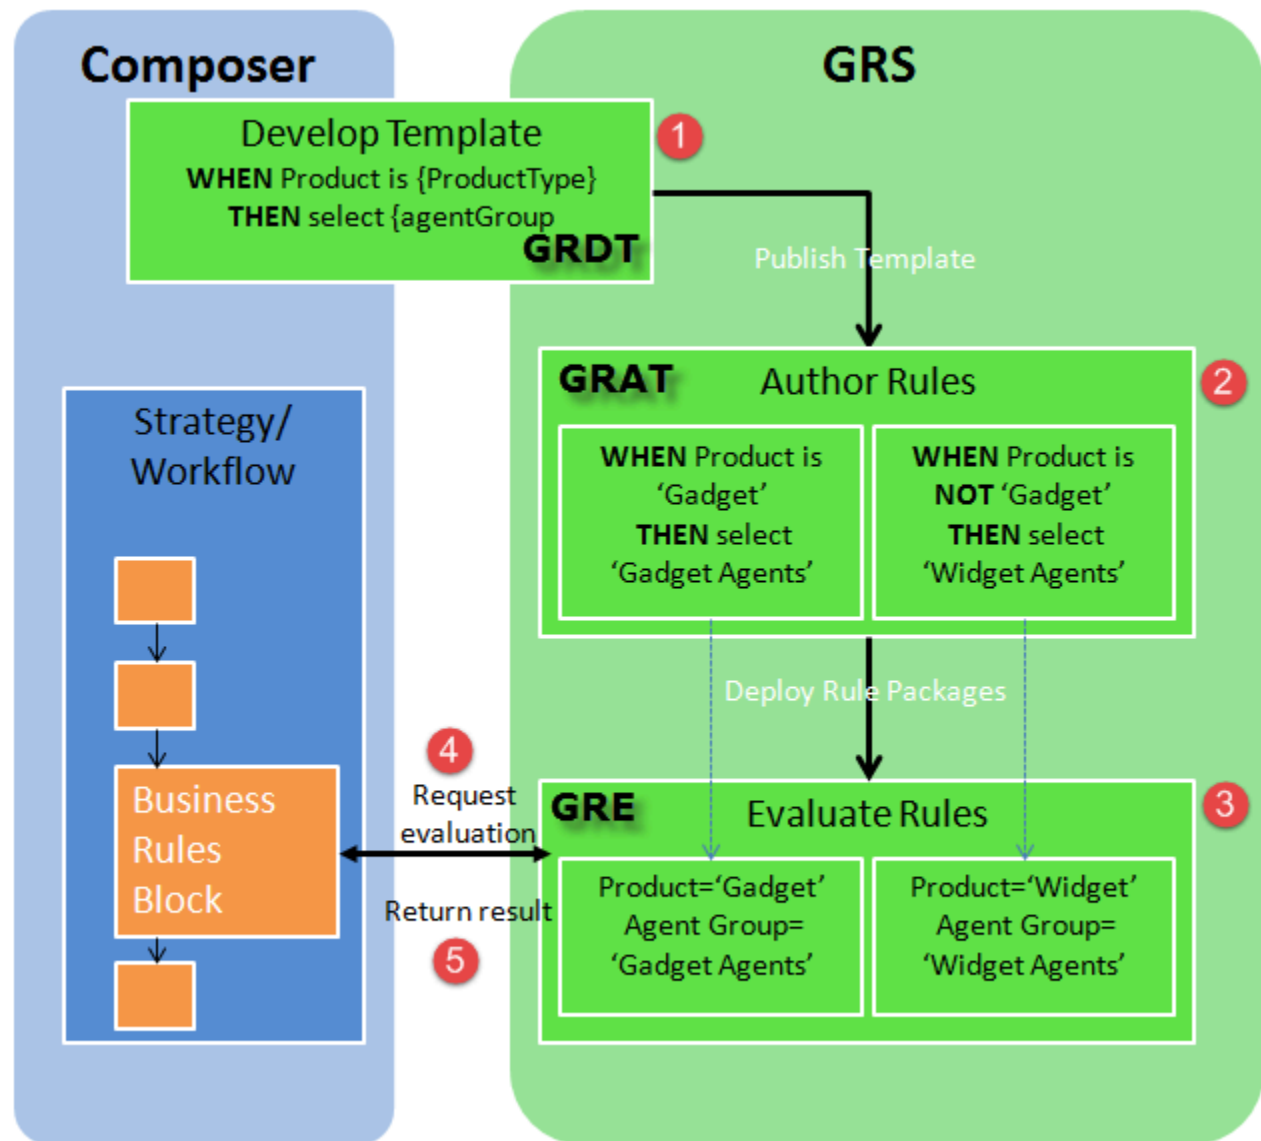 Composer
GRS
Develop Template
WHEN Product is {ProductType}
THEN select {agentGroup
GRDT
1
Publish Template
GRAT
Author Rules
2
WHEN Product is
‘Gadget’
THEN select
‘Gadget Agents’
WHEN Product is
NOT ‘Gadget’
THEN select
‘Widget Agents’
Strategy/
Workflow
Deploy Rule Packages
Business
Rules
Block
4
Request
evaluation
Return result
5
GRE
Evaluate Rules
3
Product=‘Gadget’
Agent Group=
‘Gadget Agents’
Product=‘Widget’
Agent Group=
‘Widget Agents’